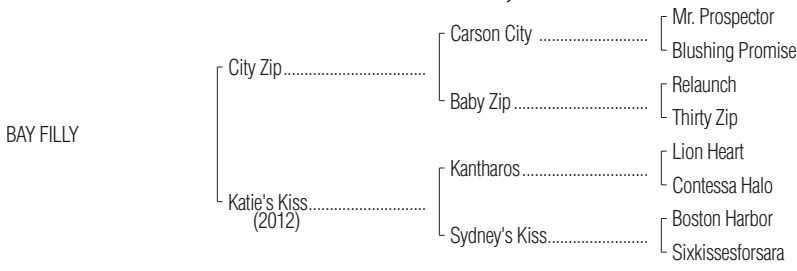 Mr. Prospector
Carson City ............................
Blushing Promise
City Zip.....................................
Relaunch
Baby Zip ...................................
Thirty Zip
BAY FILLY
Lion Heart
Kantharos.................................
Contessa Halo
Katie's Kiss...............................
(2012)
Boston Harbor
Sydney's Kiss...........................
Sixkissesforsara